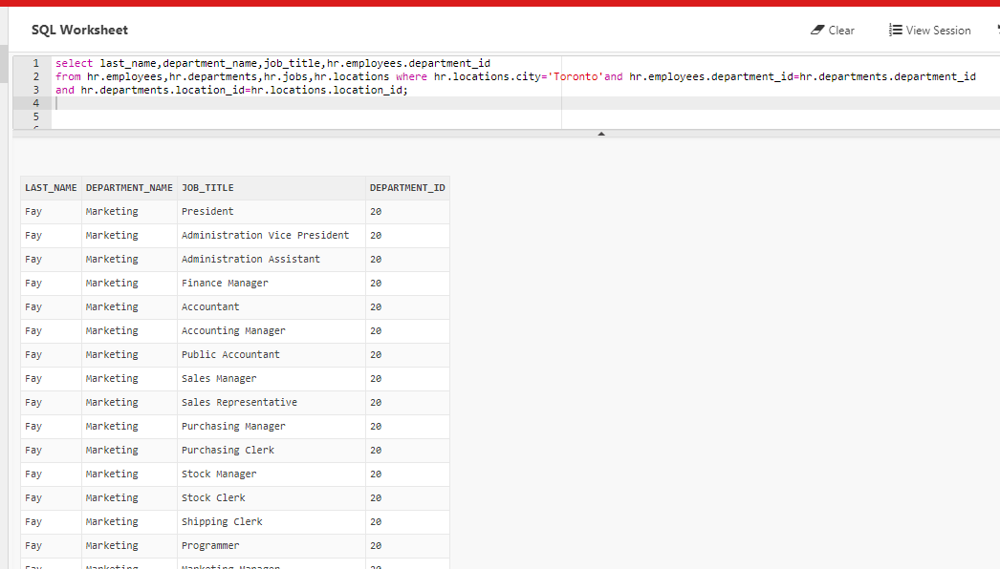 SQL Worksheet
Clear
View Session
1 select last_name,department_name,job_title,hr.employees.department_id
2 from hr.employees,hr.departments,hr.jobs,hr.locations where hr.locations.city='Toronto'and hr.employees.department_id=hr.departments.department_id
3 and hr.departments.location_id=hr.locations.location_id;
4
5
LAST_NAME DEPARTMENT_NAME JOB_TITLE DEPARTMENT_ID
Fay Marketing President 20
Fay Marketing Administration Vice President 20
Fay Marketing Administration Assistant 20
Fay Marketing Finance Manager 20
Fay Marketing Accountant 20
Fay Marketing Accounting Manager 20
Fay Marketing Public Accountant 20
Fay Marketing Sales Manager 20
Fay Marketing Sales Representative 20
Fay Marketing Purchasing Manager 20
Fay Marketing Purchasing Clerk 20
Fay Marketing Stock Manager 20
Fay Marketing Stock Clerk 20
Fay Marketing Shipping Clerk 20
Fay Marketing Programmer 20
Fay Marketing Marketing Manager 20